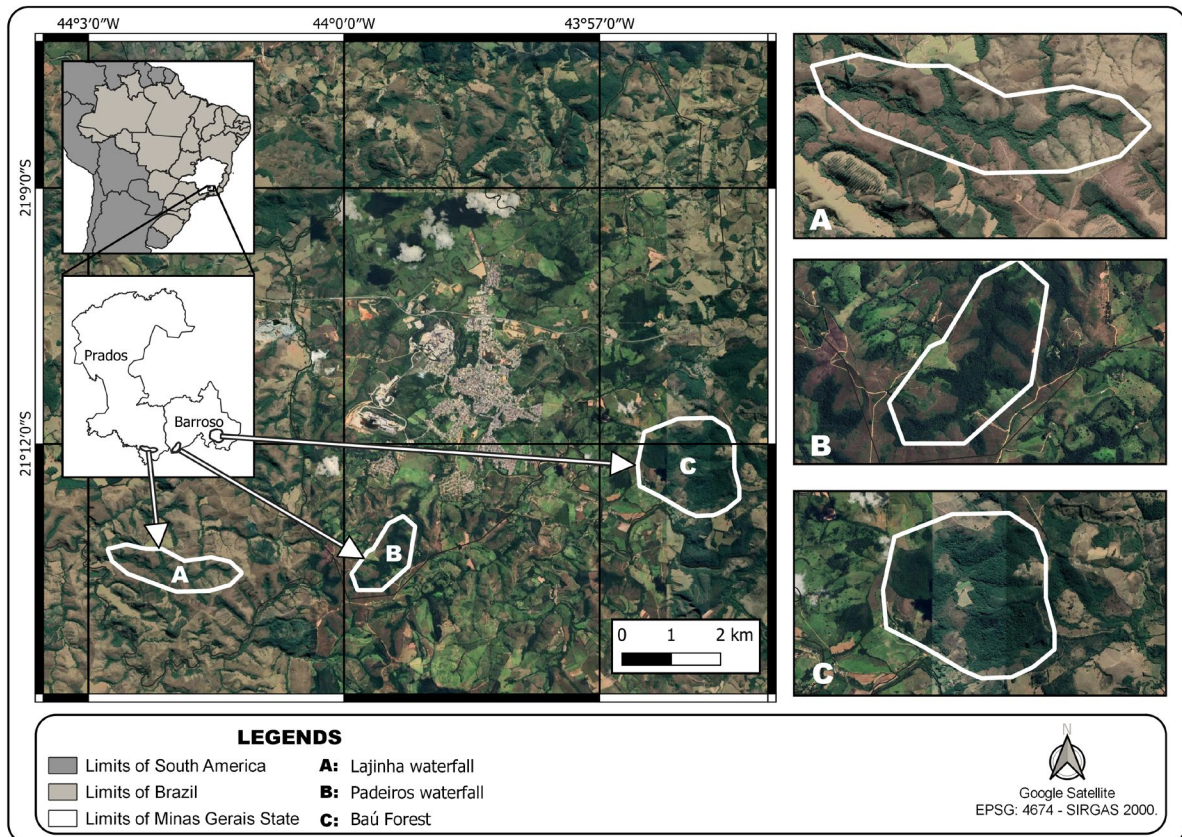 44°3′0″W 44°0′0″W 43°57′0″W
21°9′0″S
21°12′0″S
Prados
Barroso
A
B
C
0 1 2 km
A
B
C
LEGENDS
Limits of South America
Limits of Brazil
Limits of Minas Gerais State
A: Lajinha waterfall
B: Padeiros waterfall
C: Baú Forest
N
Google Satellite
EPSG: 4674 - SIRGAS 2000.